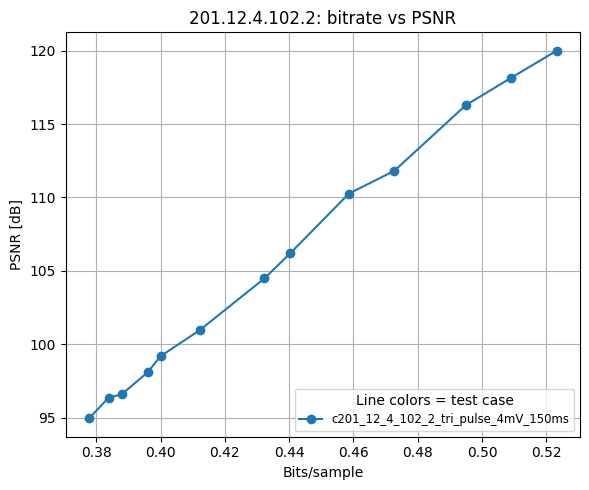 201.12.4.102.2: bitrate vs PSNR
120
115
110
105
100
95
PSNR [dB]
Line colors = test case
c201_12_4_102_2_tri_pulse_4mV_150ms
0.38 0.40 0.42 0.44 0.46 0.48 0.50 0.52
Bits/sample